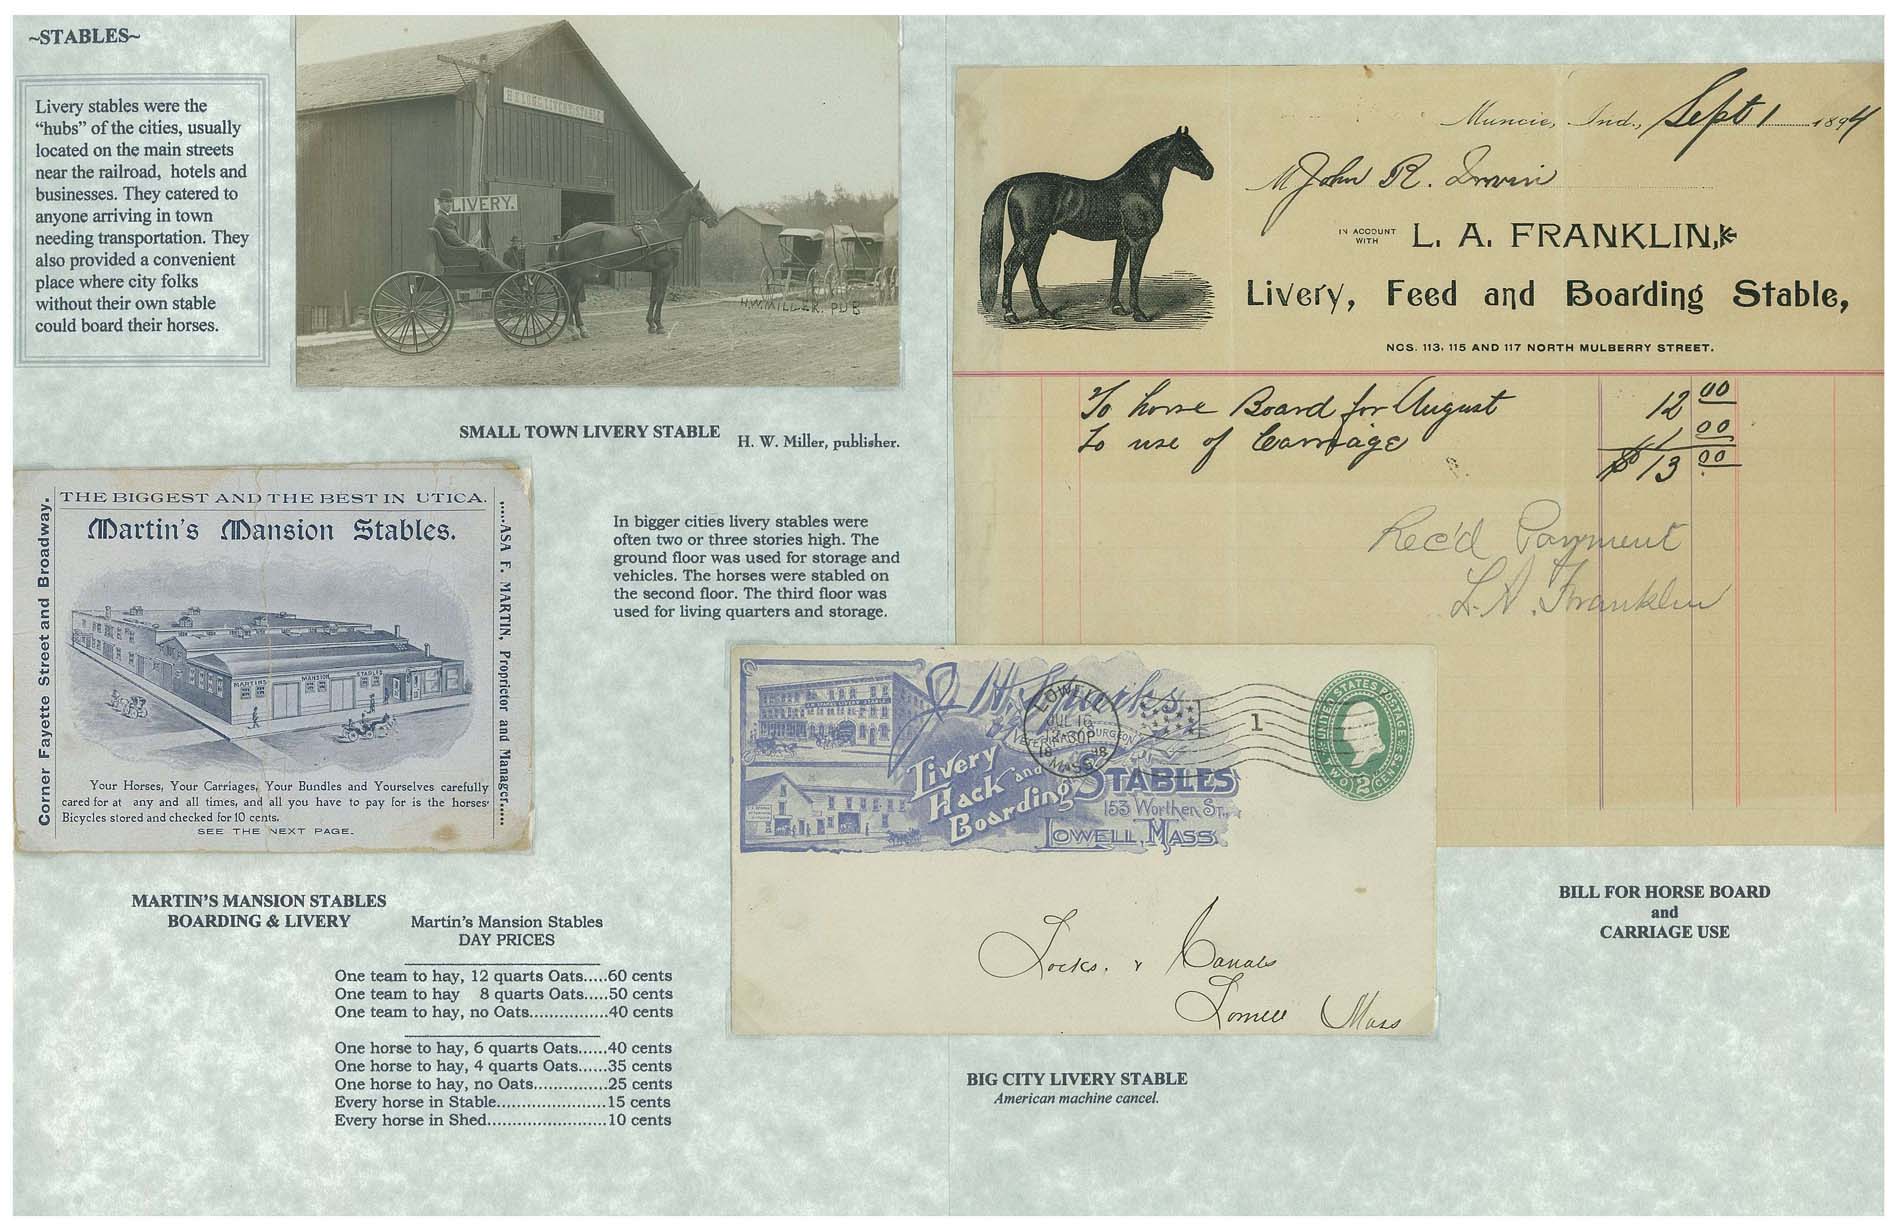 ~STABLES~
Livery stables were the
“hubs” of the cities, usually
located on the main streets
near the railroad, hotels and
businesses. They catered to
anyone arriving in town
needing transportation. They
also provided a convenient
place where city folks
without their own stable
could board their horses.
LIVERY STABLE
LIVERY.
H.W. MILLER. PUB
SMALL TOWN LIVERY STABLE
H. W. Miller, publisher.
THE BIGGEST AND THE BEST IN UTICA.
Martin's Mansion Stables.
Corner Fayette Street and Broadway.
.....ASA F. MARTIN, Proprietor and Manager.....
MARTINS MANSION STABLES
Your Horses, Your Carriages, Your Bundles and Yourselves carefully
cared for at any and all times, and all you have to pay for is the horses·
Bicycles stored and checked for 10 cents.
SEE THE NEXT PAGE.
In bigger cities livery stables were
often two or three stories high. The
ground floor was used for storage and
vehicles. The horses were stabled on
the second floor. The third floor was
used for living quarters and storage.
MARTIN’S MANSION STABLES
BOARDING & LIVERY
Martin’s Mansion Stables
DAY PRICES
One team to hay, 12 quarts Oats.....60 cents
One team to hay 8 quarts Oats.....50 cents
One team to hay, no Oats................40 cents
One horse to hay, 6 quarts Oats......40 cents
One horse to hay, 4 quarts Oats......35 cents
One horse to hay, no Oats...............25 cents
Every horse in Stable......................15 cents
Every horse in Shed........................10 cents
Muncie, Ind., Sept 1 1894
M John R. Irvin
IN ACCOUNT WITH L. A. FRANKLIN,
Livery, Feed and Boarding Stable,
NOS. 113, 115 AND 117 NORTH MULBERRY STREET.
To horse Board for August 12 00
To use of Carriage 1 00
$ 13 00
Rec'd Payment
L. A. Franklin
J. H. Sparks
VETERINARY SURGEON
Livery Hack and Boarding STABLES
153 Worthen St.,
LOWELL, MASS.
LOWELL
JUL 16
12-30P
18 98
MASS.
1
UNITED STATES POSTAGE
TWO 2 CENTS
Locks. & Canals
Lowell Mass
BIG CITY LIVERY STABLE
American machine cancel.
BILL FOR HORSE BOARD
and
CARRIAGE USE